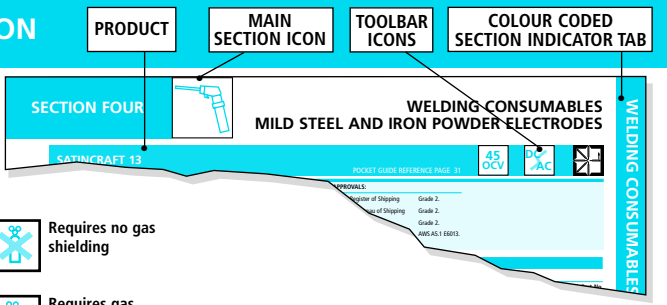 ON
PRODUCT
MAIN
SECTION ICON
TOOLBAR
ICONS
COLOUR CODED
SECTION INDICATOR TAB
SECTION FOUR
WELDING CONSUMABLES
MILD STEEL AND IRON POWDER ELECTRODES
WELDING CONSUMABLES
SATINCRAFT 13
POCKET GUIDE REFERENCE PAGE 31
45
OCV
DC
AC
APPROVALS:
Register of Shipping Grade 2.
of Shipping Grade 2.
Grade 2.
AWS A5.1 E6013.
Requires no gas
shielding
Requires gas